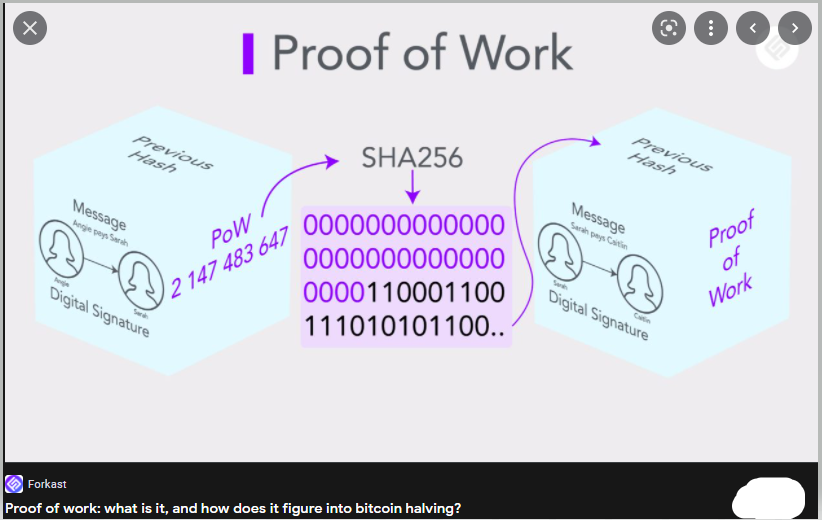 Proof of Work
Previous
Hash
Message
Angie pays Sarah
Angie
Sarah
Digital Signature
PoW
2 147 483 647
SHA256
0000000000000
0000000000000
0000110001100
111010101100..
Previous
Hash
Message
Sarah pays Caitlin
Sarah
Caitlin
Digital Signature
Proof
of
Work
Forkast
Proof of work: what is it, and how does it figure into bitcoin halving?